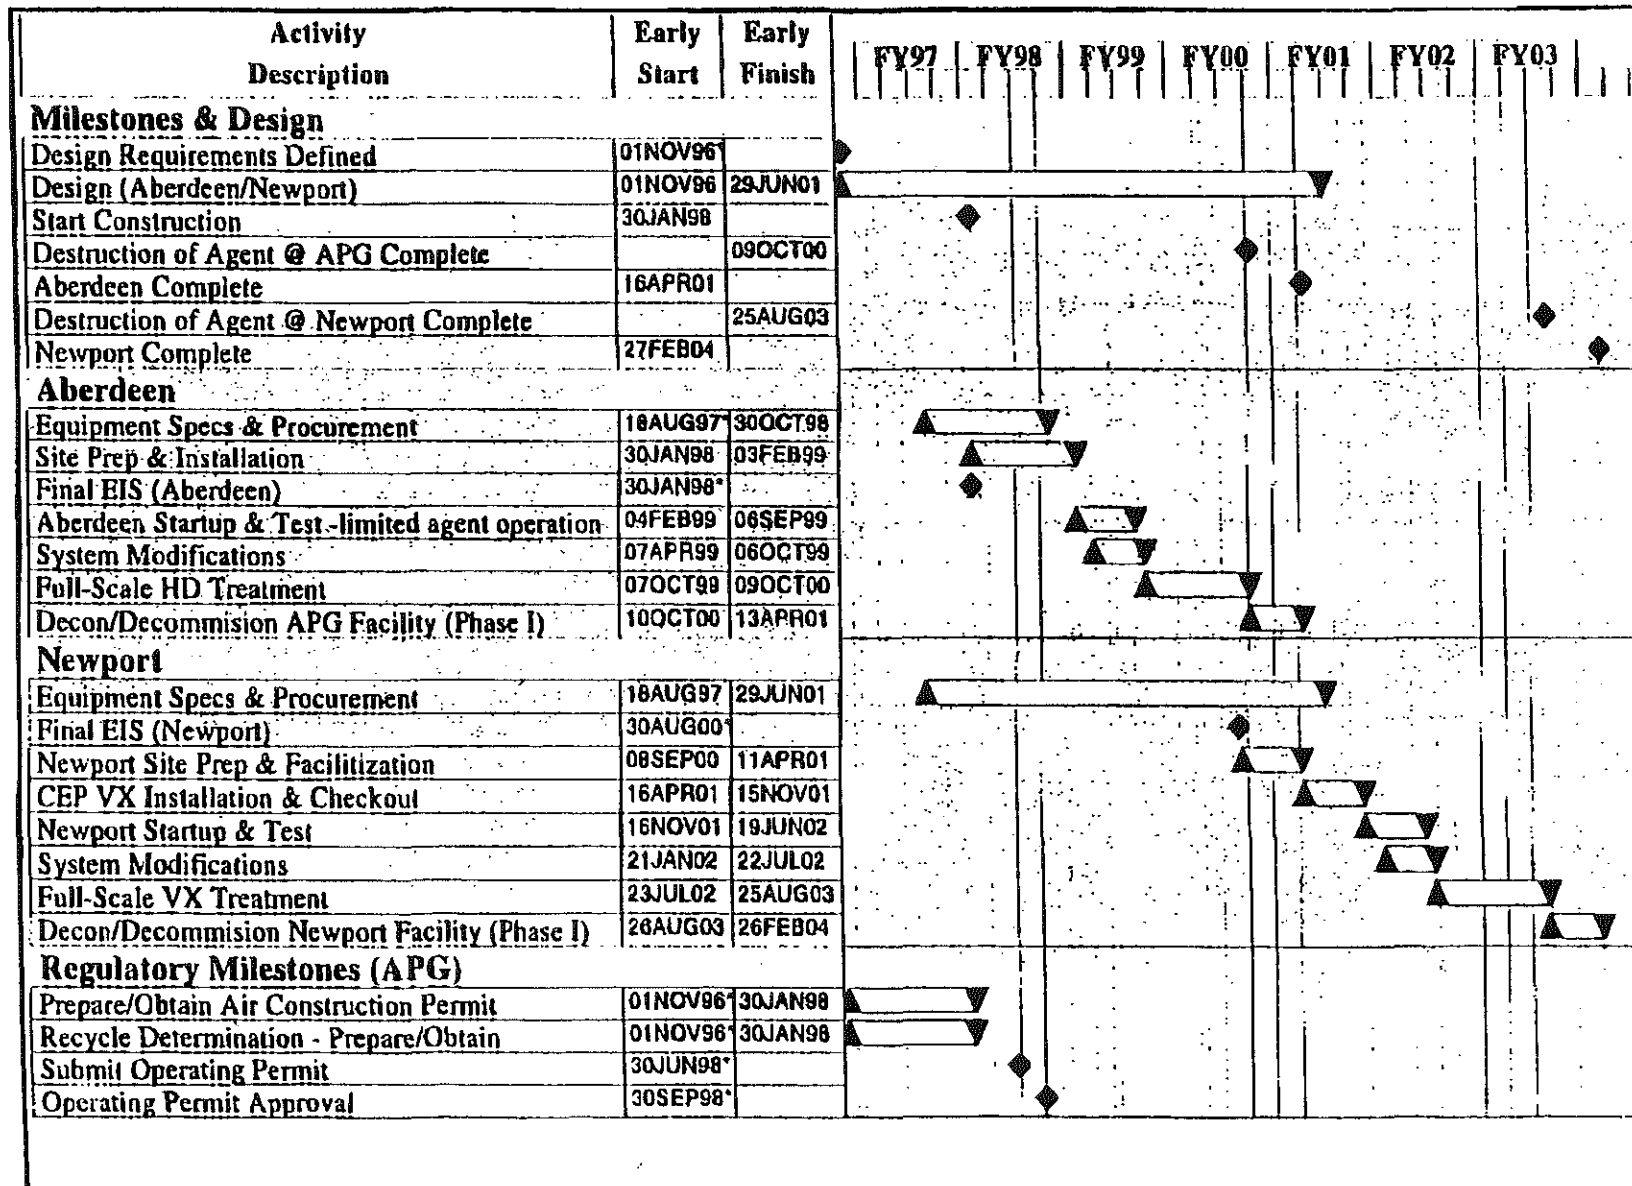 Activity Description Early Start Early Finish FY97 FY98 FY99 FY00 FY01 FY02 FY03
Milestones & Design
Design Requirements Defined 01NOV96*
Design (Aberdeen/Newport) 01NOV96 29JUN01
Start Construction 30JAN98
Destruction of Agent @ APG Complete 09OCT00
Aberdeen Complete 16APR01
Destruction of Agent @ Newport Complete 25AUG03
Newport Complete 27FEB04
Aberdeen
Equipment Specs & Procurement 18AUG97* 30OCT98
Site Prep & Installation 30JAN98 03FEB99
Final EIS (Aberdeen) 30JAN98*
Aberdeen Startup & Test -limited agent operation 04FEB99 06SEP99
System Modifications 07APR99 06OCT99
Full-Scale HD Treatment 07OCT99 09OCT00
Decon/Decommision APG Facility (Phase I) 10OCT00 13APR01
Newport
Equipment Specs & Procurement 18AUG97 29JUN01
Final EIS (Newport) 30AUG00*
Newport Site Prep & Facilitization 08SEP00 11APR01
CEP VX Installation & Checkout 16APR01 15NOV01
Newport Startup & Test 16NOV01 19JUN02
System Modifications 21JAN02 22JUL02
Full-Scale VX Treatment 23JUL02 25AUG03
Decon/Decommision Newport Facility (Phase I) 26AUG03 26FEB04
Regulatory Milestones (APG)
Prepare/Obtain Air Construction Permit 01NOV96* 30JAN98
Recycle Determination - Prepare/Obtain 01NOV96* 30JAN98
Submit Operating Permit 30JUN98*
Operating Permit Approval 30SEP98*